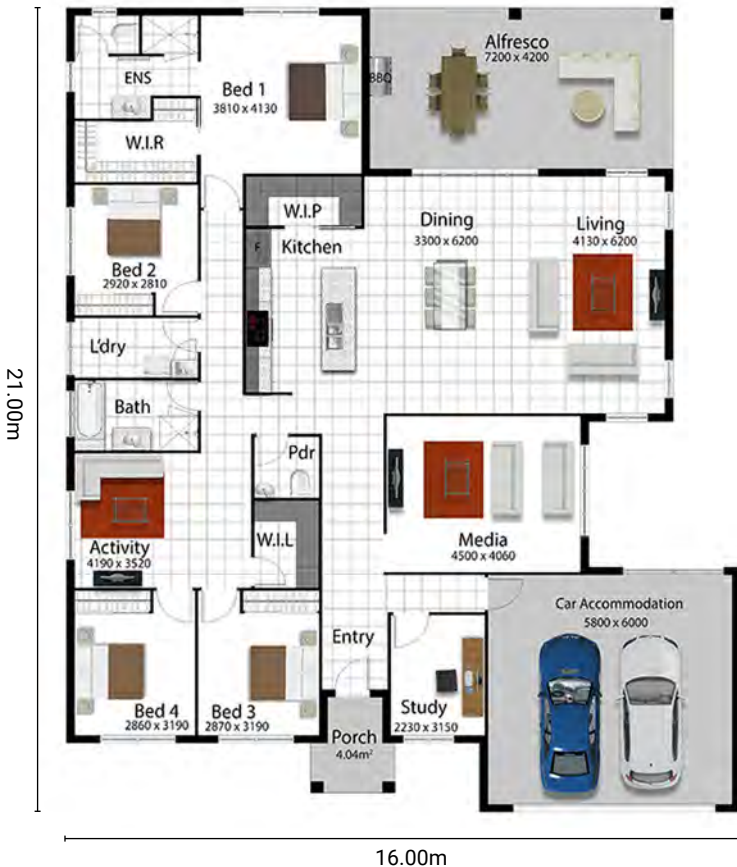 Alfresco
7200 x 4200
BBQ
ENS
Bed 1
3810 x 4130
W.I.R
W.I.P
Dining
3300 x 6200
Living
4130 x 6200
F
Kitchen
Bed 2
2920 x 2810
L'dry
Bath
21.00m
Pdr
Media
4500 x 4060
W.I.L
Activity
4190 x 3520
Car Accommodation
5800 x 6000
Entry
Bed 4
2860 x 3190
Bed 3
2870 x 3190
Study
2230 x 3150
Porch
4.04m²
16.00m